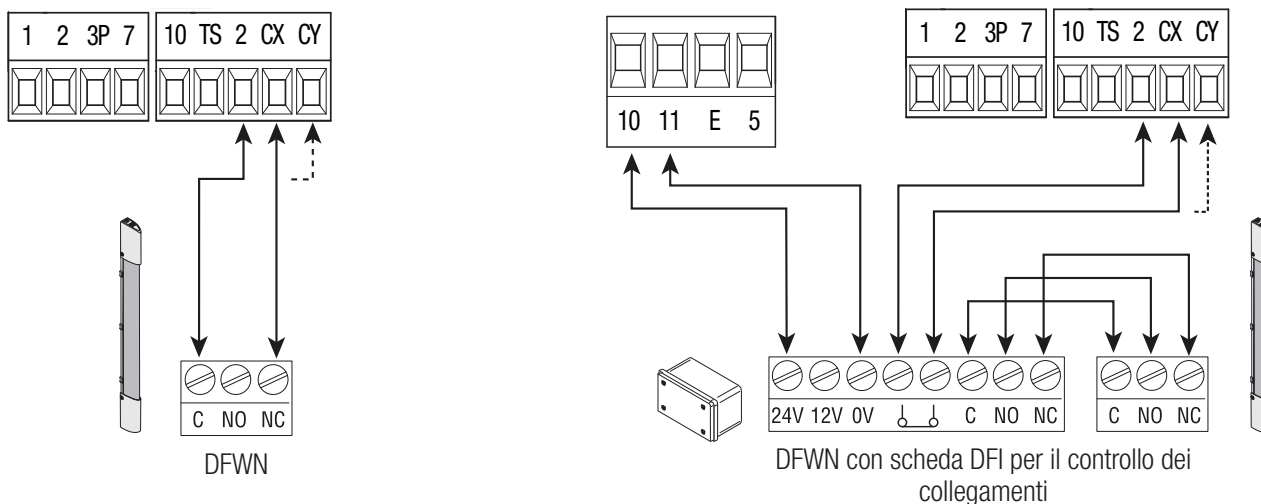 1 2 3P 7 10 TS 2 CX CY
C NO NC
DFWN
10 11 E 5
1 2 3P 7 10 TS 2 CX CY
24V 12V 0V C NO NC
C NO NC
DFWN con scheda DFI per il controllo dei
collegamenti